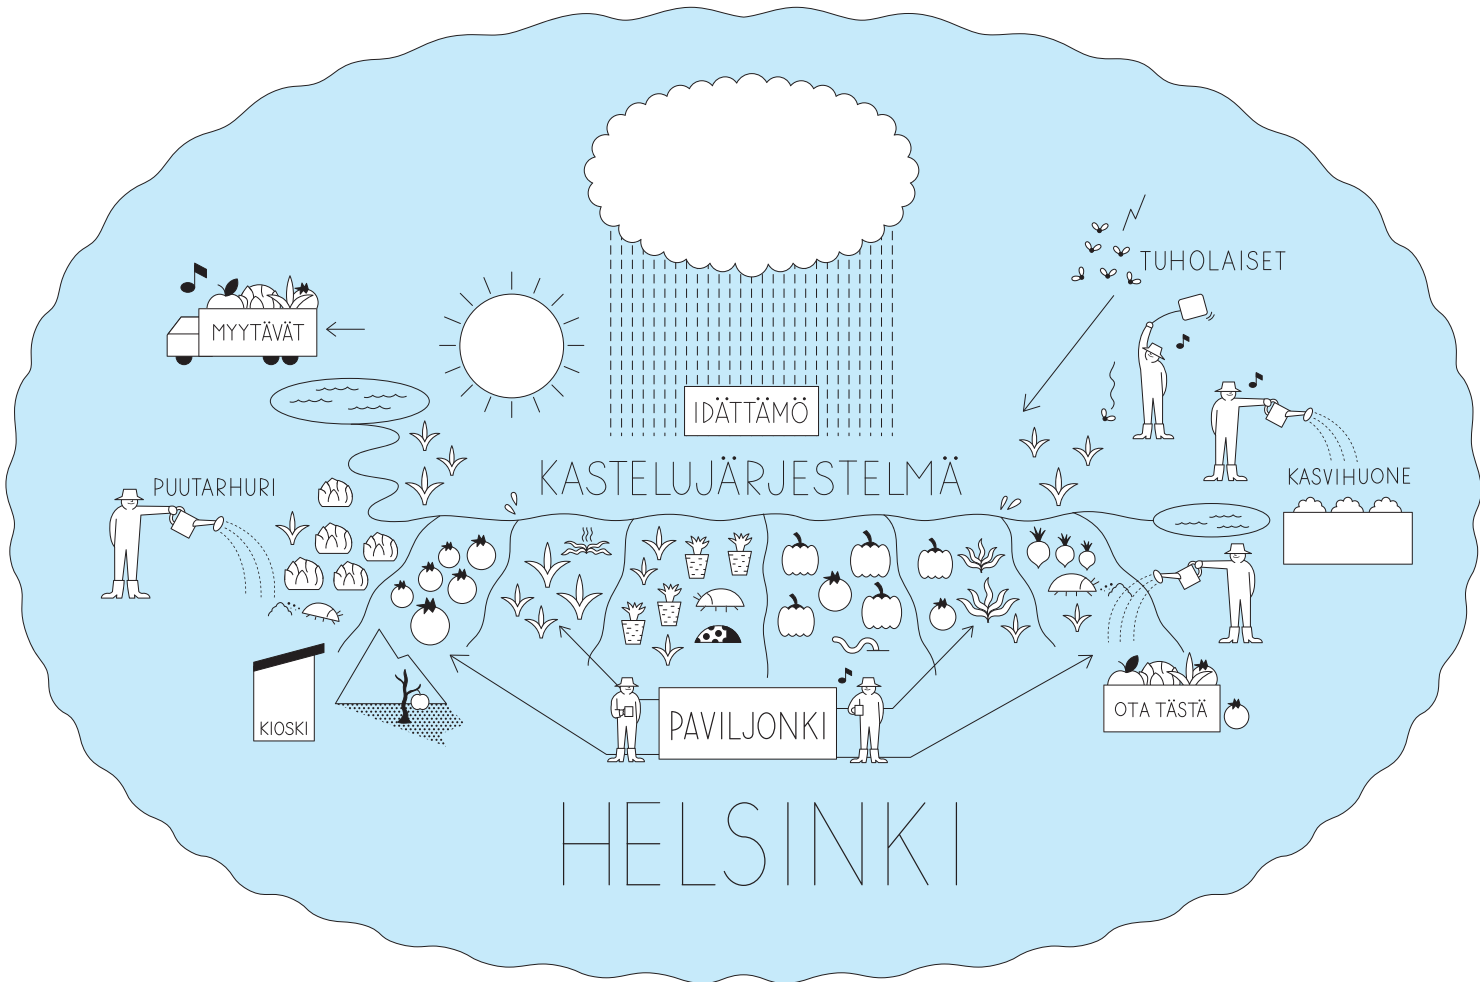 TUHOLAISET
MYYTÄVÄT
IDÄTTÄMÖ
KASTELUJÄRJESTELMÄ
KASVIHUONE
PUUTARHURI
KIOSKI
PAVILJONKI
OTA TÄSTÄ
HELSINKI